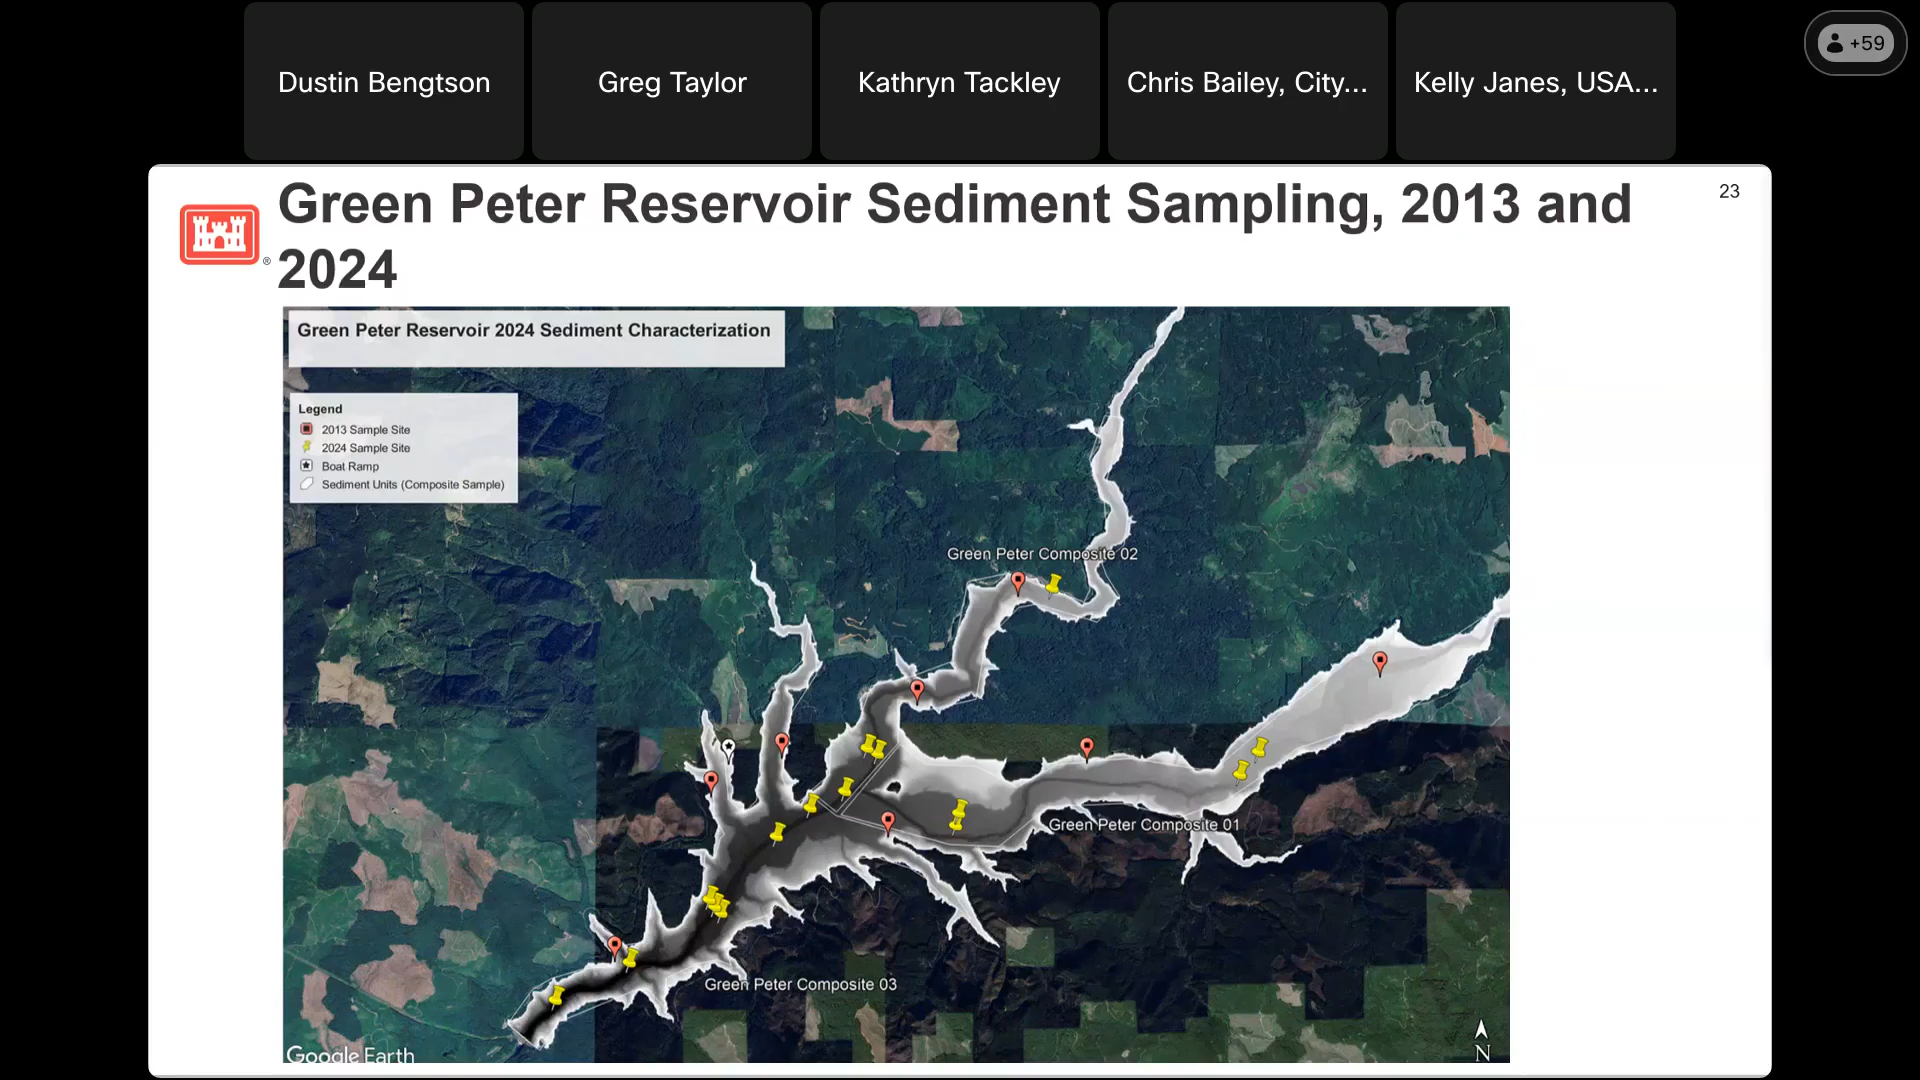 Dustin Bengtson
Greg Taylor
Kathryn Tackley
Chris Bailey, City...
Kelly Janes, USA...
+59
Green Peter Reservoir Sediment Sampling, 2013 and
2024
23
®
Green Peter Reservoir 2024 Sediment Characterization
Legend
2013 Sample Site
2024 Sample Site
Boat Ramp
Sediment Units (Composite Sample)
Green Peter Composite 02
Green Peter Composite 01
Green Peter Composite 03
Google Earth
N